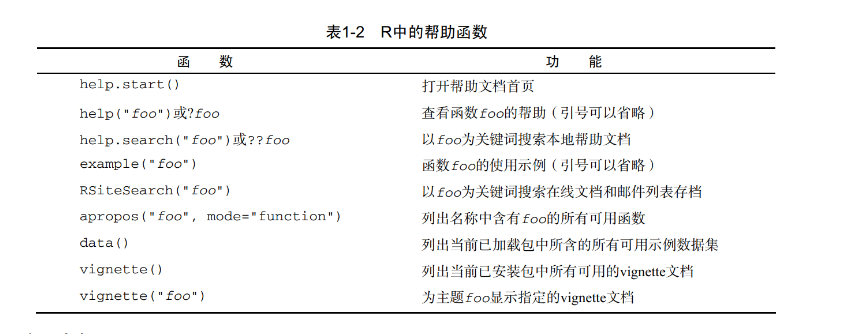 表1-2 R中的帮助函数
函 数 功 能
help.start() 打开帮助文档首页
help("foo")或?foo 查看函数foo的帮助（引号可以省略）
help.search("foo")或??foo 以foo为关键词搜索本地帮助文档
example("foo") 函数foo的使用示例（引号可以省略）
RSiteSearch("foo") 以foo为关键词搜索在线文档和邮件列表存档
apropos("foo", mode="function") 列出名称中含有foo的所有可用函数
data() 列出当前已加载包中所含的所有可用示例数据集
vignette() 列出当前已安装包中所有可用的vignette文档
vignette("foo") 为主题foo显示指定的vignette文档